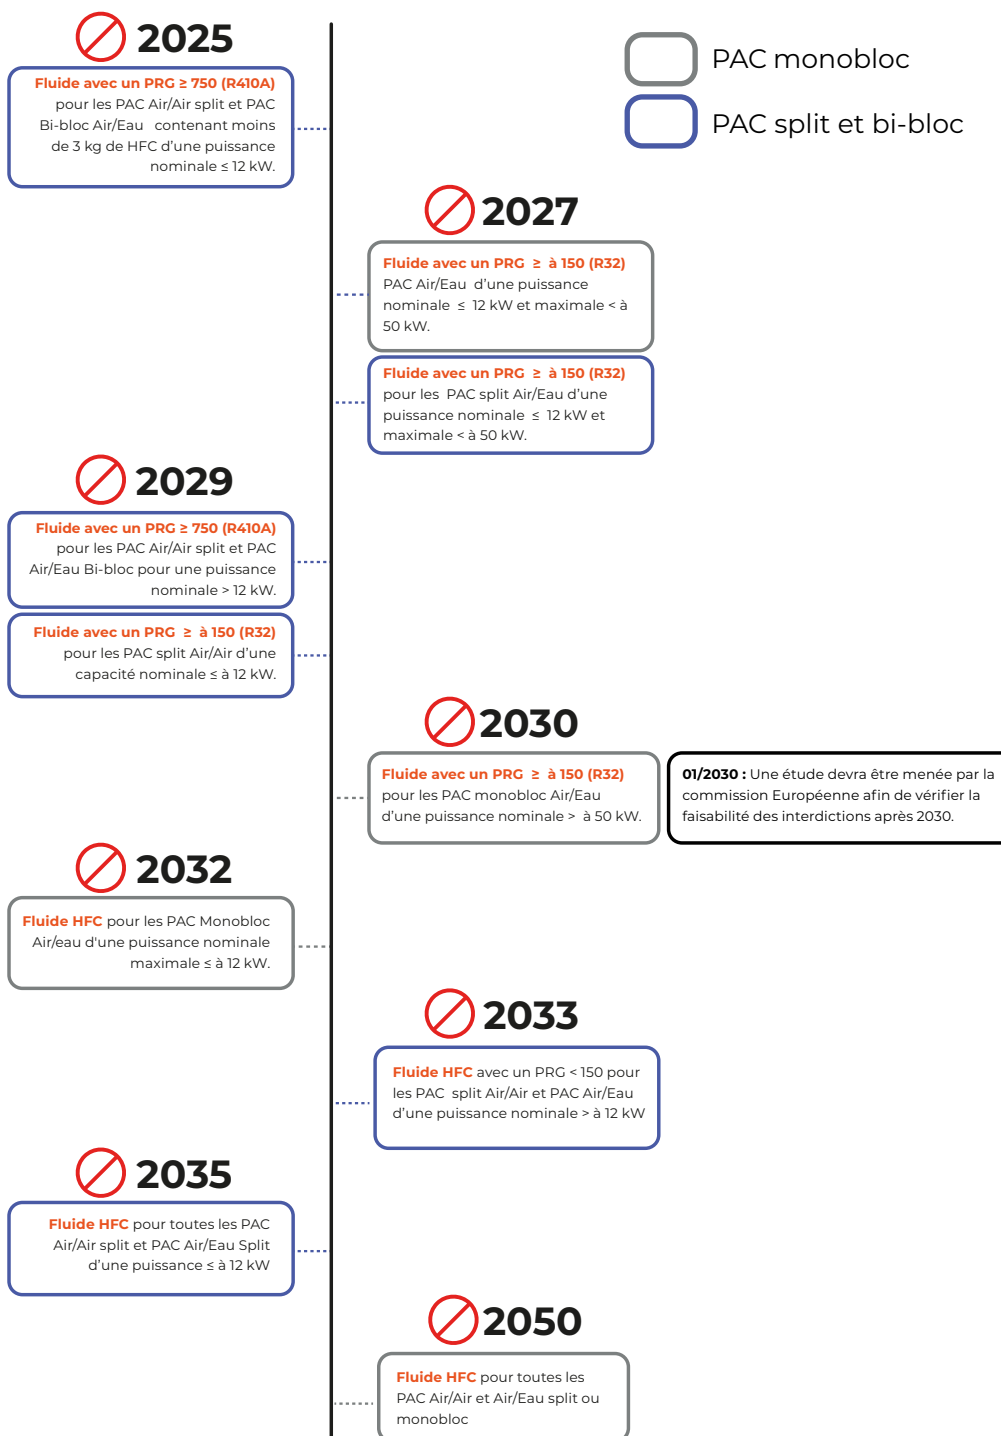 2025
Fluide avec un PRG ≥ 750 (R410A)
pour les PAC Air/Air split et PAC
Bi-bloc Air/Eau contenant moins
de 3 kg de HFC d'une puissance
nominale ≤ 12 kW.
PAC monobloc
PAC split et bi-bloc
2027
Fluide avec un PRG ≥ à 150 (R32)
PAC Air/Eau d'une puissance
nominale ≤ 12 kW et maximale < à
50 kW.
Fluide avec un PRG ≥ à 150 (R32)
pour les PAC split Air/Eau d'une
puissance nominale ≤ 12 kW et
maximale < à 50 kW.
2029
Fluide avec un PRG ≥ 750 (R410A)
pour les PAC Air/Air split et PAC
Air/Eau Bi-bloc pour une puissance
nominale > 12 kW.
Fluide avec un PRG ≥ à 150 (R32)
pour les PAC split Air/Air d'une
capacité nominale ≤ à 12 kW.
2030
Fluide avec un PRG ≥ à 150 (R32)
pour les PAC monobloc Air/Eau
d'une puissance nominale > à 50 kW.
01/2030 : Une étude devra être menée par la
commission Européenne afin de vérifier la
faisabilité des interdictions après 2030.
2032
Fluide HFC pour les PAC Monobloc
Air/eau d'une puissance nominale
maximale ≤ à 12 kW.
2033
Fluide HFC avec un PRG < 150 pour
les PAC split Air/Air et PAC Air/Eau
d'une puissance nominale > à 12 kW
2035
Fluide HFC pour toutes les PAC
Air/Air split et PAC Air/Eau Split
d'une puissance ≤ à 12 kW
2050
Fluide HFC pour toutes les
PAC Air/Air et Air/Eau split ou
monobloc